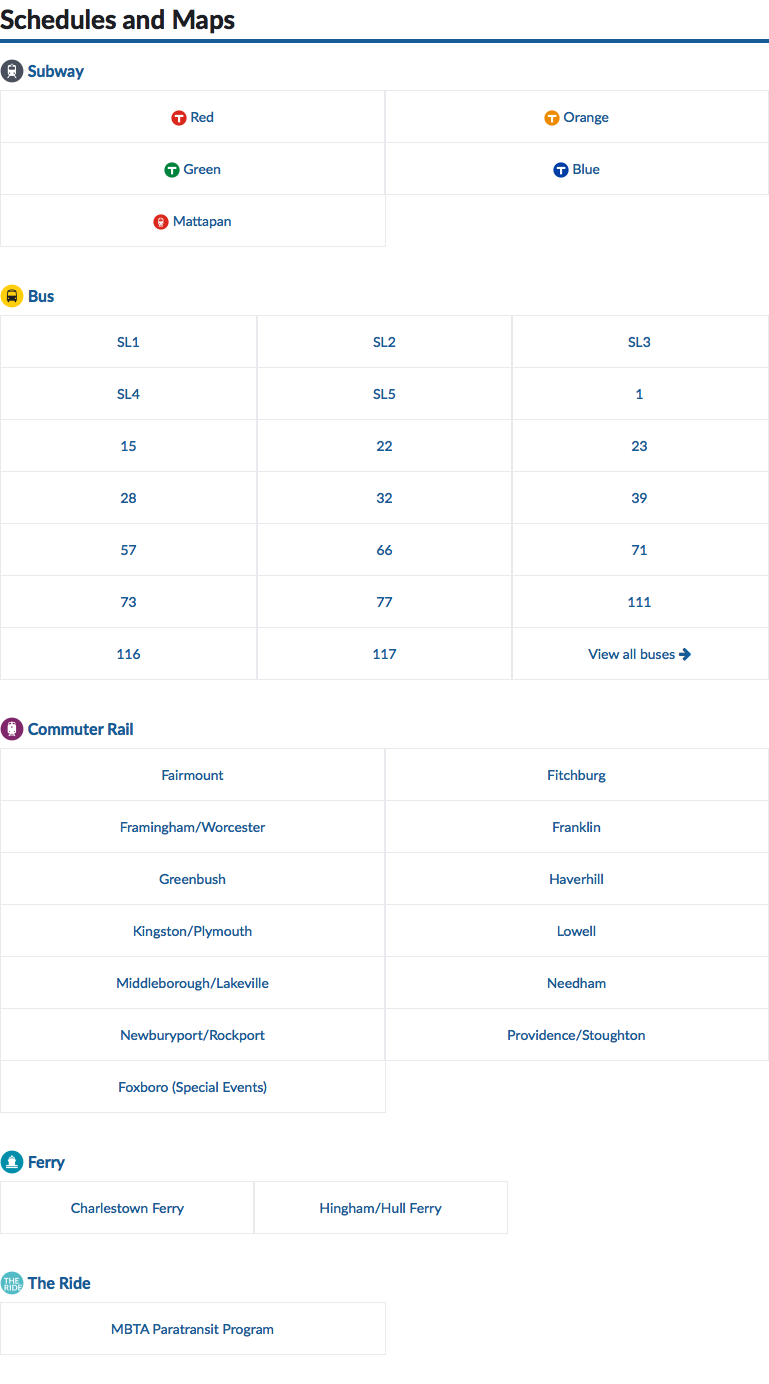 Schedules and Maps
Subway
T Red
T Orange
T Green
T Blue
Mattapan
Bus
SL1
SL2
SL3
SL4
SL5
1
15
22
23
28
32
39
57
66
71
73
77
111
116
117
View all buses
Commuter Rail
Fairmount
Fitchburg
Framingham/Worcester
Franklin
Greenbush
Haverhill
Kingston/Plymouth
Lowell
Middleborough/Lakeville
Needham
Newburyport/Rockport
Providence/Stoughton
Foxboro (Special Events)
Ferry
Charlestown Ferry
Hingham/Hull Ferry
THE
RIDE
The Ride
MBTA Paratransit Program